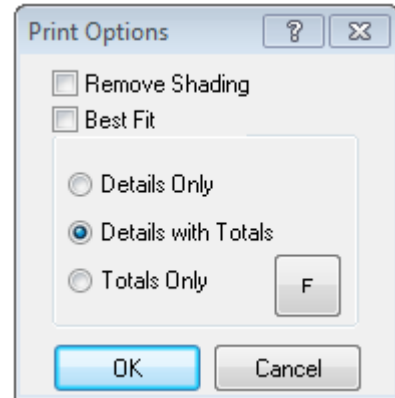 Print Options ?
Remove Shading
Best Fit
Details Only
Details with Totals
Totals Only
F
OK Cancel